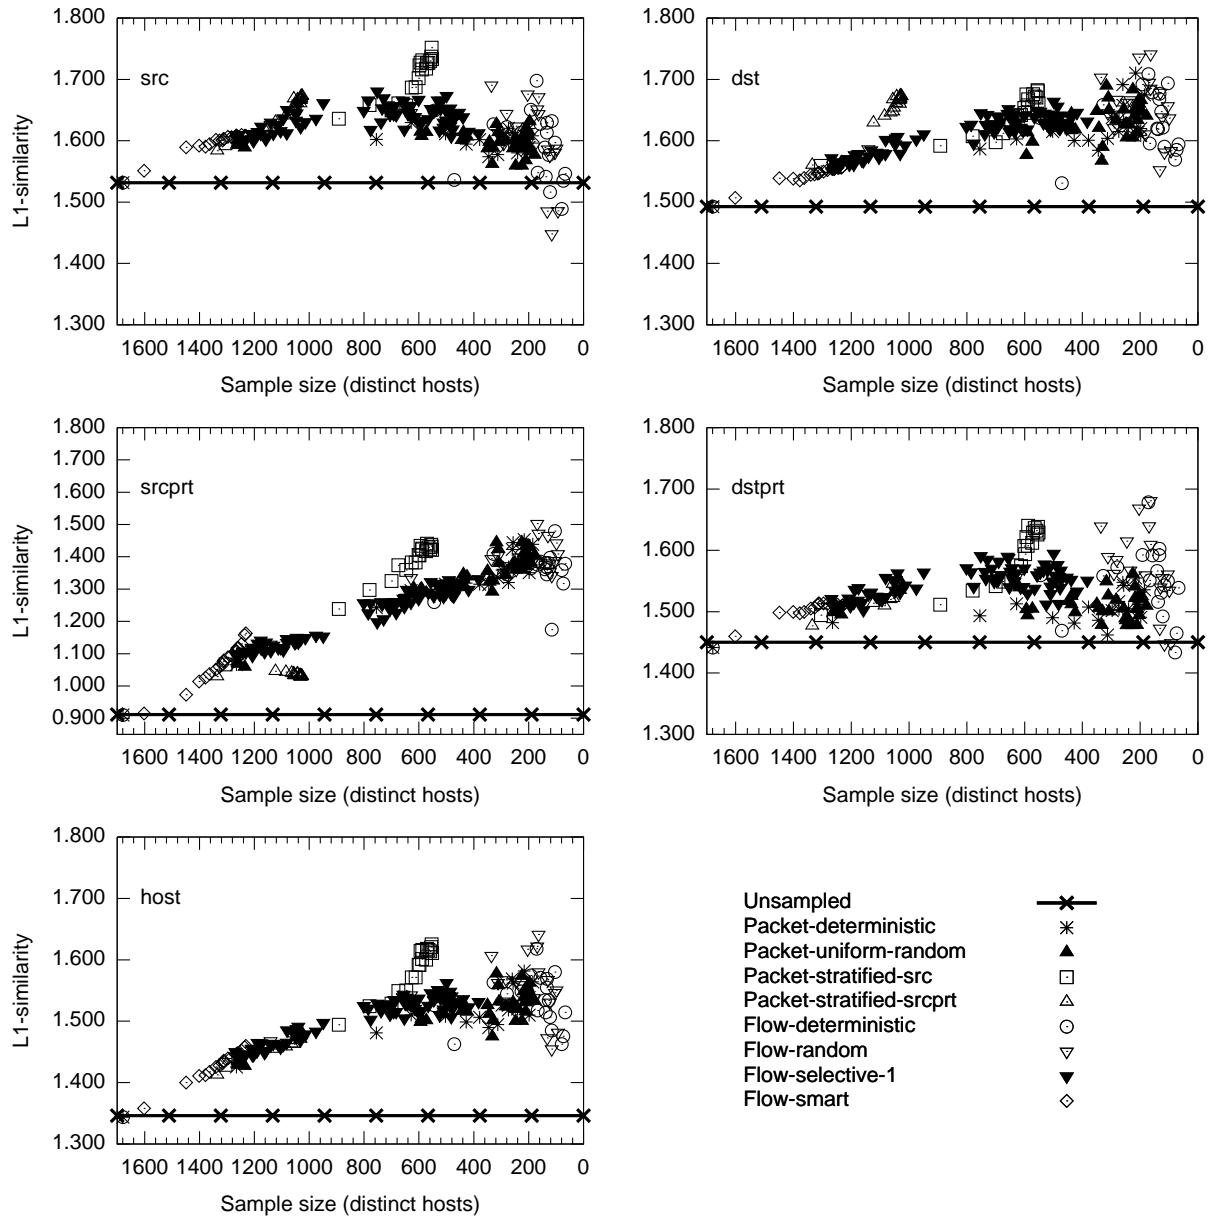 1.800
1.700
1.600
1.500
1.400
1.300
L1-similarity
src
1600 1400 1200 1000 800 600 400 200 0
Sample size (distinct hosts)
1.800
1.700
1.600
1.500
1.400
1.300
dst
1600 1400 1200 1000 800 600 400 200 0
Sample size (distinct hosts)
1.800
1.700
1.600
1.500
1.400
1.300
1.200
1.100
1.000
0.900
L1-similarity
srcprt
1600 1400 1200 1000 800 600 400 200 0
Sample size (distinct hosts)
1.800
1.700
1.600
1.500
1.400
1.300
dstprt
1600 1400 1200 1000 800 600 400 200 0
Sample size (distinct hosts)
1.800
1.700
1.600
1.500
1.400
1.300
L1-similarity
host
1600 1400 1200 1000 800 600 400 200 0
Sample size (distinct hosts)
Unsampled
Packet-deterministic
Packet-uniform-random
Packet-stratified-src
Packet-stratified-srcprt
Flow-deterministic
Flow-random
Flow-selective-1
Flow-smart